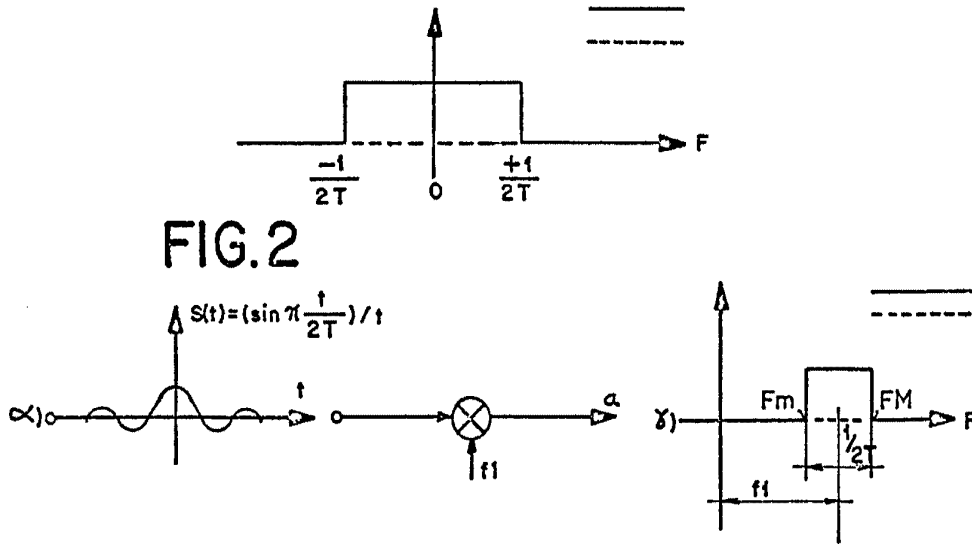 F
-1/2T
0
+1/2T
FIG.2
S(t)=(sin π t/2T)/t
α)
t
f1
a
γ)
Fm
FM
F
1/2T
f1